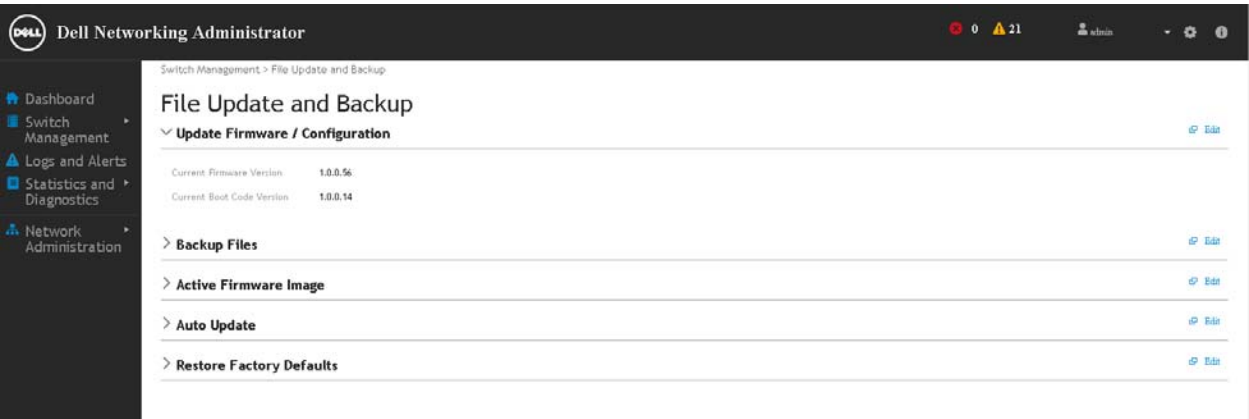 DELL Dell Networking Administrator 0 21 admin
Switch Management > File Update and Backup
Dashboard
Switch Management
Logs and Alerts
Statistics and Diagnostics
Network Administration
File Update and Backup
Update Firmware / Configuration Edit
Current Firmware Version 1.0.0.56
Current Boot Code Version 1.0.0.14
Backup Files Edit
Active Firmware Image Edit
Auto Update Edit
Restore Factory Defaults Edit